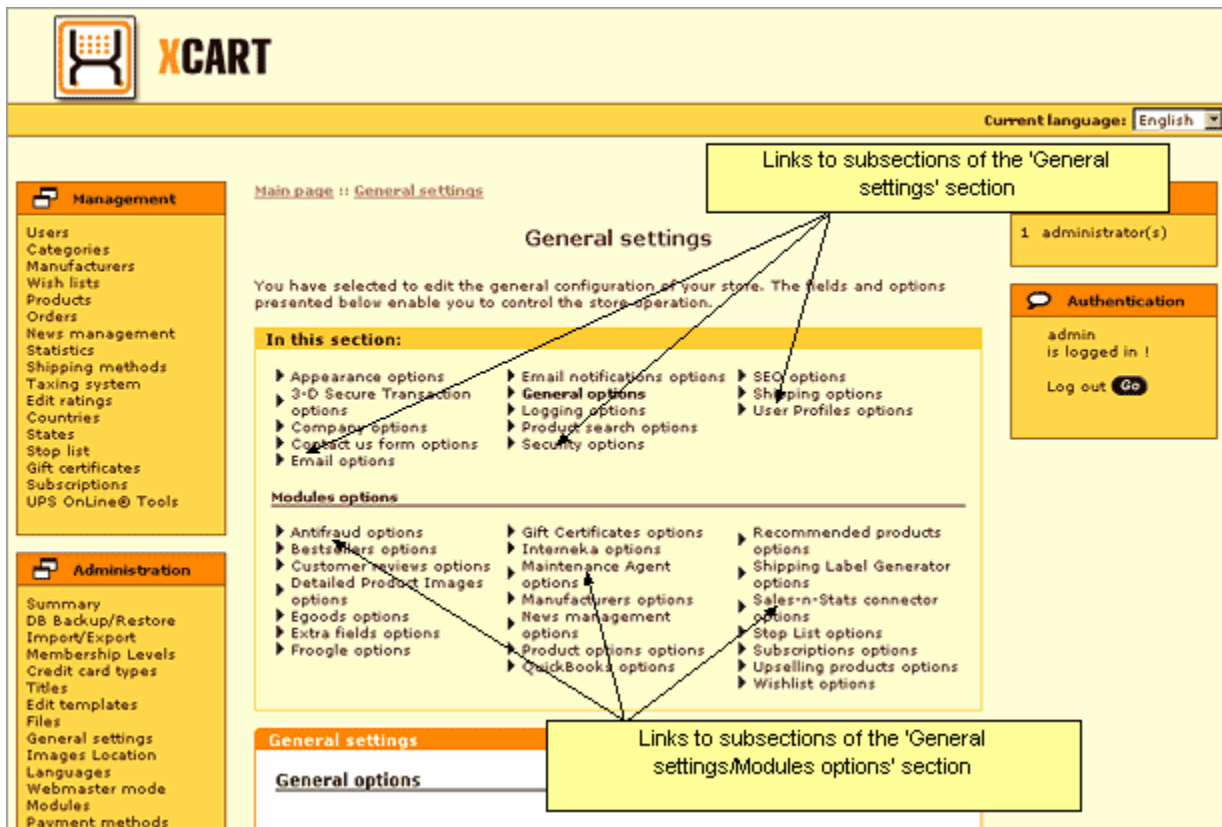 XCART
Current language: English
Links to subsections of the 'General
settings' section
Management
Users
Categories
Manufacturers
Wish lists
Products
Orders
News management
Statistics
Shipping methods
Taxing system
Edit ratings
Countries
States
Stop list
Gift certificates
Subscriptions
UPS OnLine® Tools
Administration
Summary
DB Backup/Restore
Import/Export
Membership Levels
Credit card types
Titles
Edit templates
Files
General settings
Images Location
Languages
Webmaster mode
Modules
Payment methods
Main page :: General settings
General settings
You have selected to edit the general configuration of your store. The fields and options
presented below enable you to control the store operation.
In this section:
Appearance options
3-D Secure Transaction
options
Company options
Contact us form options
Email options
Email notifications options
General options
Logging options
Product search options
Security options
SEO options
Shipping options
User Profiles options
Modules options
Antifraud options
Bestsellers options
Customer reviews options
Detailed Product Images
options
Egoods options
Extra fields options
Froogle options
Gift Certificates options
Interneka options
Maintenance Agent
options
Manufacturers options
News management
options
Product options options
QuickBooks options
Recommended products
options
Shipping Label Generator
options
Sales-n-Stats connector
options
Stop List options
Subscriptions options
Upselling products options
Wishlist options
General settings
General options
Links to subsections of the 'General
settings/Modules options' section
1 administrator(s)
Authentication
admin
is logged in !
Log out Go